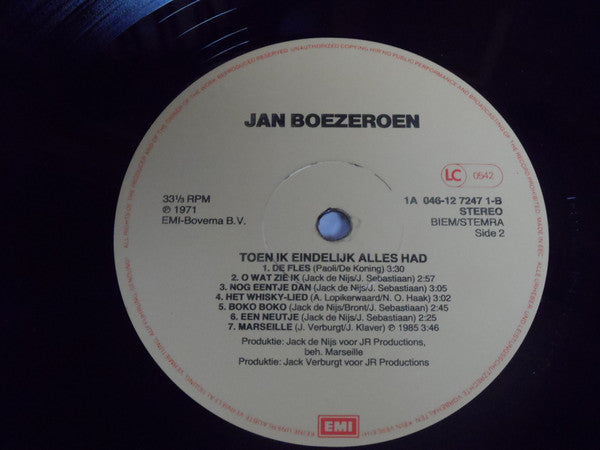 JAN BOEZEROEN
LC 0542
33⅓ RPM
℗ 1971
EMI-Bovema B.V.
1A 046-12 7247 1-B
STEREO
BIEM/STEMRA
Side 2
TOEN IK EINDELIJK ALLES HAD
1. DE FLES (Paoli/De Koning) 3:30
2. O WAT ZIE IK (Jack de Nijs/J. Sebastiaan) 2:57
3. NOG EENTJE DAN (Jack de Nijs/J. Sebastiaan) 3:05
4. HET WHISKY-LIED (A. Lopikerwaard/N. O. Haak) 3:02
5. BOKO BOKO (Jack de Nijs/Bront/J. Sebastiaan) 2:45
6. EEN NEUTJE (Jack de Nijs/J. Sebastiaan) 2:25
7. MARSEILLE (J. Verburgt/J. Klaver) ℗ 1985 3:46
Produktie: Jack de Nijs voor JR Productions,
beh. Marseille
Produktie: Jack Verburgt voor JR Productions
EMI